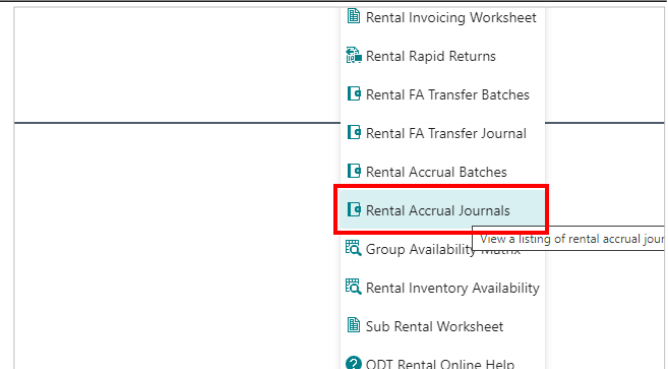 Rental Invoicing Worksheet
Rental Rapid Returns
Rental FA Transfer Batches
Rental FA Transfer Journal
Rental Accrual Batches
Rental Accrual Journals
View a listing of rental accrual jour
Group Availability Matrix
Rental Inventory Availability
Sub Rental Worksheet
ODT Rental Online Help